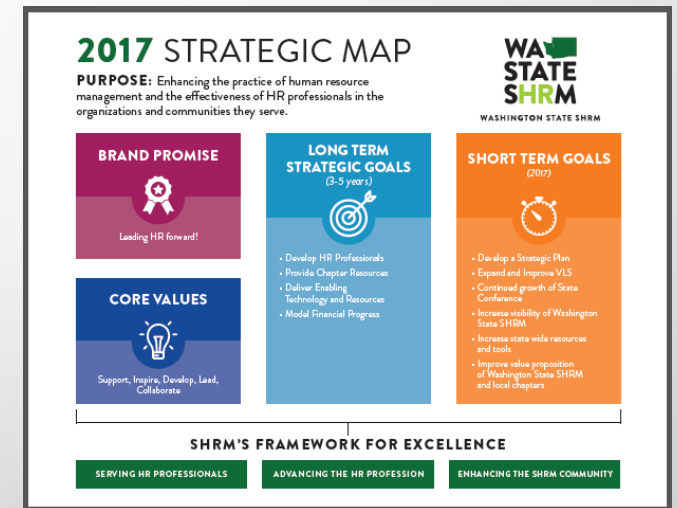 2017 STRATEGIC MAP
PURPOSE: Enhancing the practice of human resource
management and the effectiveness of HR professionals in the
organizations and communities they serve.
WA
STATE
SHRM
WASHINGTON STATE SHRM
BRAND PROMISE
Leading HR forward!
CORE VALUES
Support, Inspire, Develop, Lead,
Collaborate
LONG TERM
STRATEGIC GOALS
(3-5 years)
• Develop HR Professionals
• Provide Chapter Resources
• Deliver Enabling
Technology and Resources
• Model Financial Progress
SHORT TERM GOALS
(2017)
• Develop a Strategic Plan
• Expand and Improve VLS
• Continued growth of State
Conference
• Increase visibility of Washington
State SHRM
• Increase state wide resources
and tools
• Improve value proposition
of Washington State SHRM
and local chapters
SHRM'S FRAMEWORK FOR EXCELLENCE
SERVING HR PROFESSIONALS
ADVANCING THE HR PROFESSION
ENHANCING THE SHRM COMMUNITY